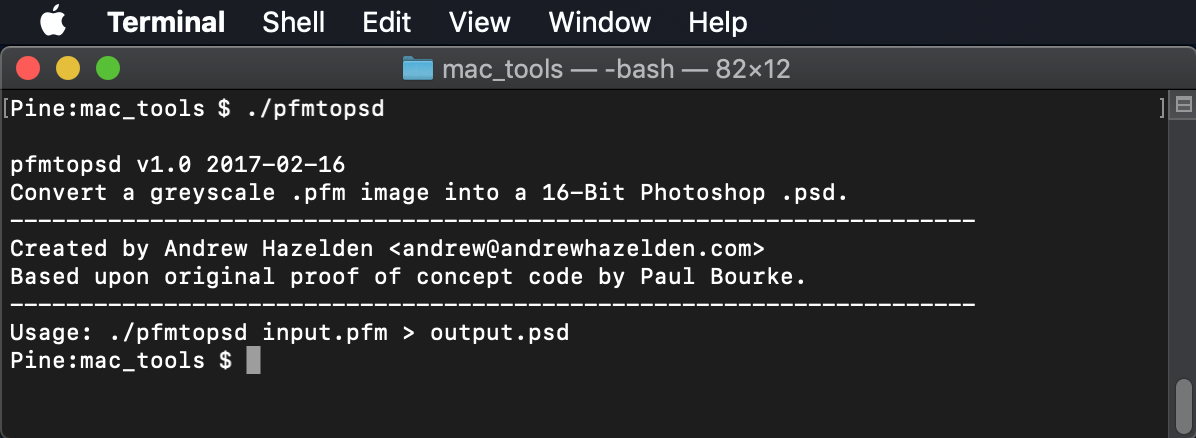 Terminal Shell Edit View Window Help
mac_tools — -bash — 82×12
[Pine:mac_tools $ ./pfmtopsd ]
pfmtopsd v1.0 2017-02-16
Convert a greyscale .pfm image into a 16-Bit Photoshop .psd.
---------------------------------------------------------------------
Created by Andrew Hazelden <andrew@andrewhazelden.com>
Based upon original proof of concept code by Paul Bourke.
---------------------------------------------------------------------
Usage: ./pfmtopsd input.pfm > output.psd
Pine:mac_tools $